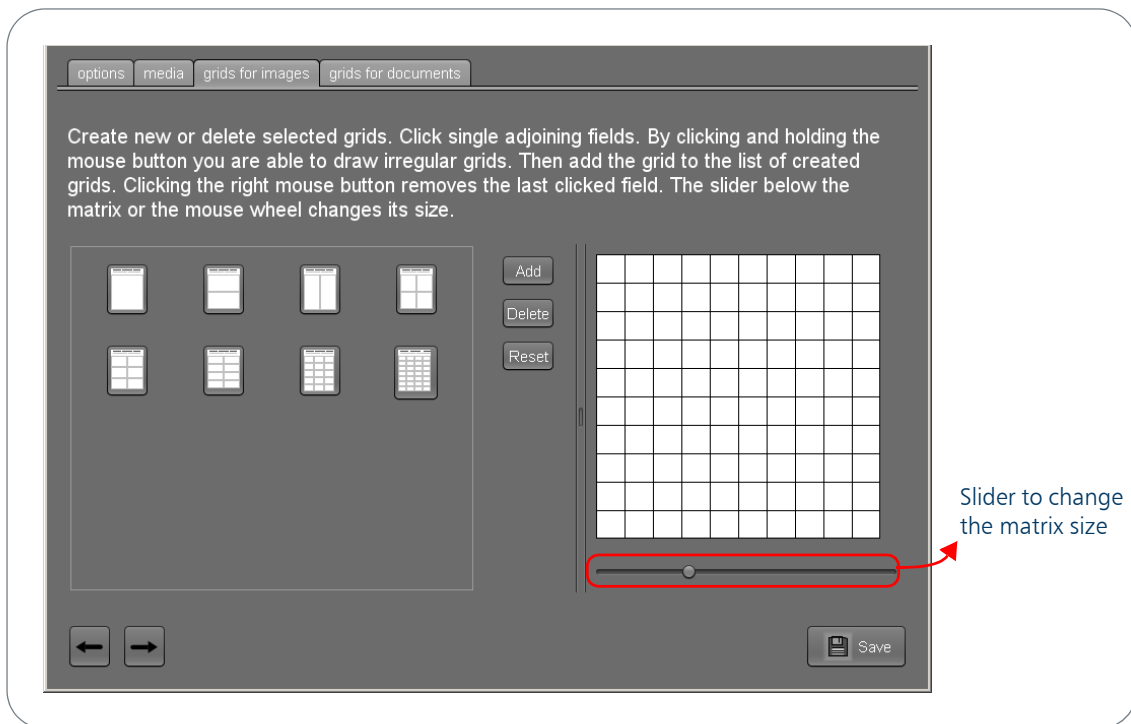 options media grids for images grids for documents
Create new or delete selected grids. Click single adjoining fields. By clicking and holding the
mouse button you are able to draw irregular grids. Then add the grid to the list of created
grids. Clicking the right mouse button removes the last clicked field. The slider below the
matrix or the mouse wheel changes its size.
Add
Delete
Reset
Slider to change
the matrix size
Save